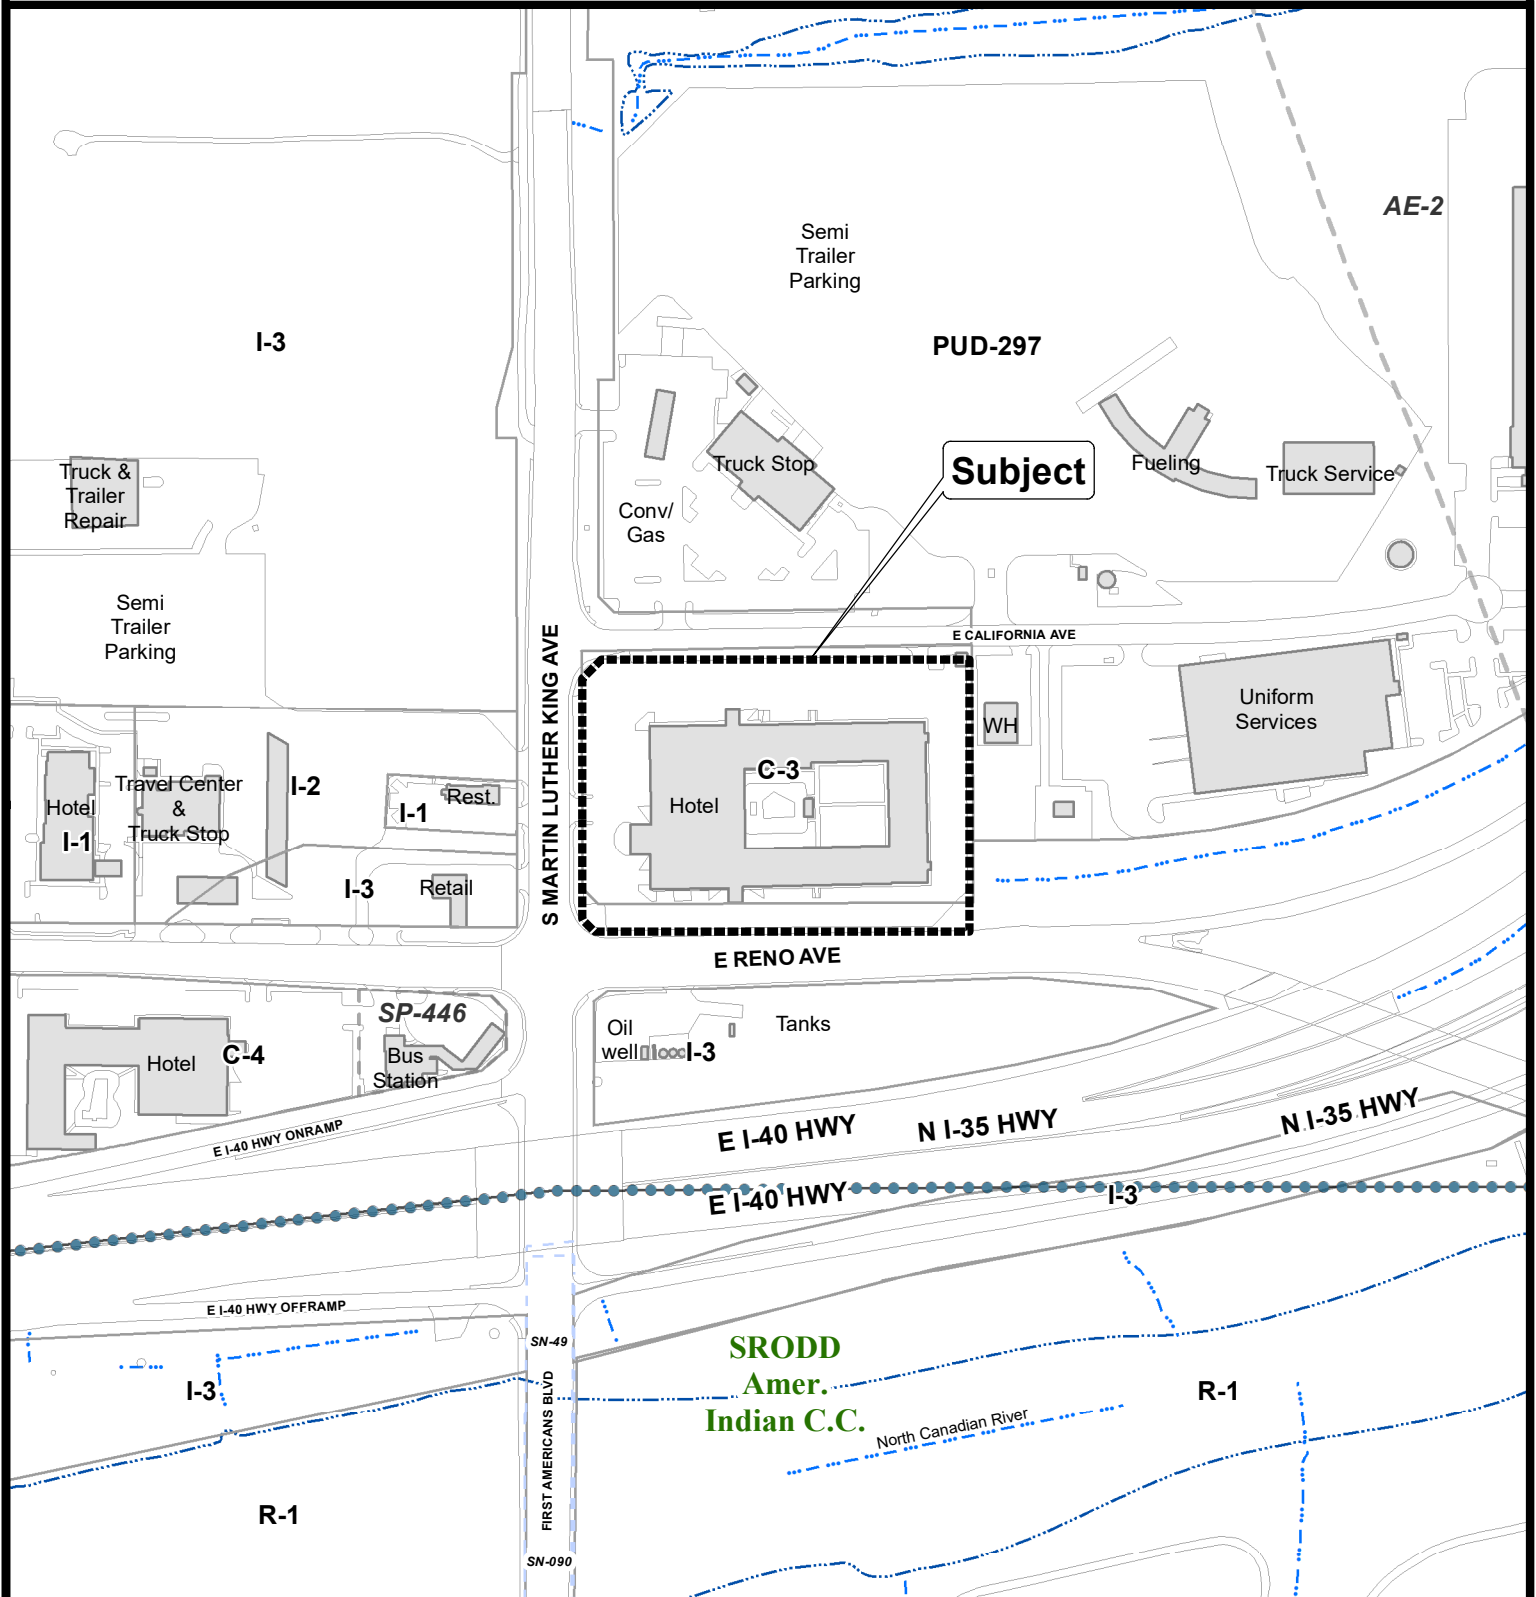 AE-2
Semi
Trailer
Parking
I-3
PUD-297
Subject
Truck Stop
Fueling
Truck Service
Truck &
Trailer
Repair
Conv/
Gas
Semi
Trailer
Parking
E CALIFORNIA AVE
S MARTIN LUTHER KING AVE
Uniform
Services
WH
C-3
Hotel
Travel Center
&
Truck Stop
I-2
Hotel
I-1
I-1
Rest.
I-3
Retail
E RENO AVE
SP-446
Bus
Station
Hotel
C-4
Oil
well
I-3
Tanks
E I-40 HWY ONRAMP
E I-40 HWY
N I-35 HWY
N I-35 HWY
E I-40 HWY
I-3
E I-40 HWY OFFRAMP
SN-49
SRODD
Amer.
Indian C.C.
I-3
R-1
FIRST AMERICANS BLVD
North Canadian River
R-1
SN-090